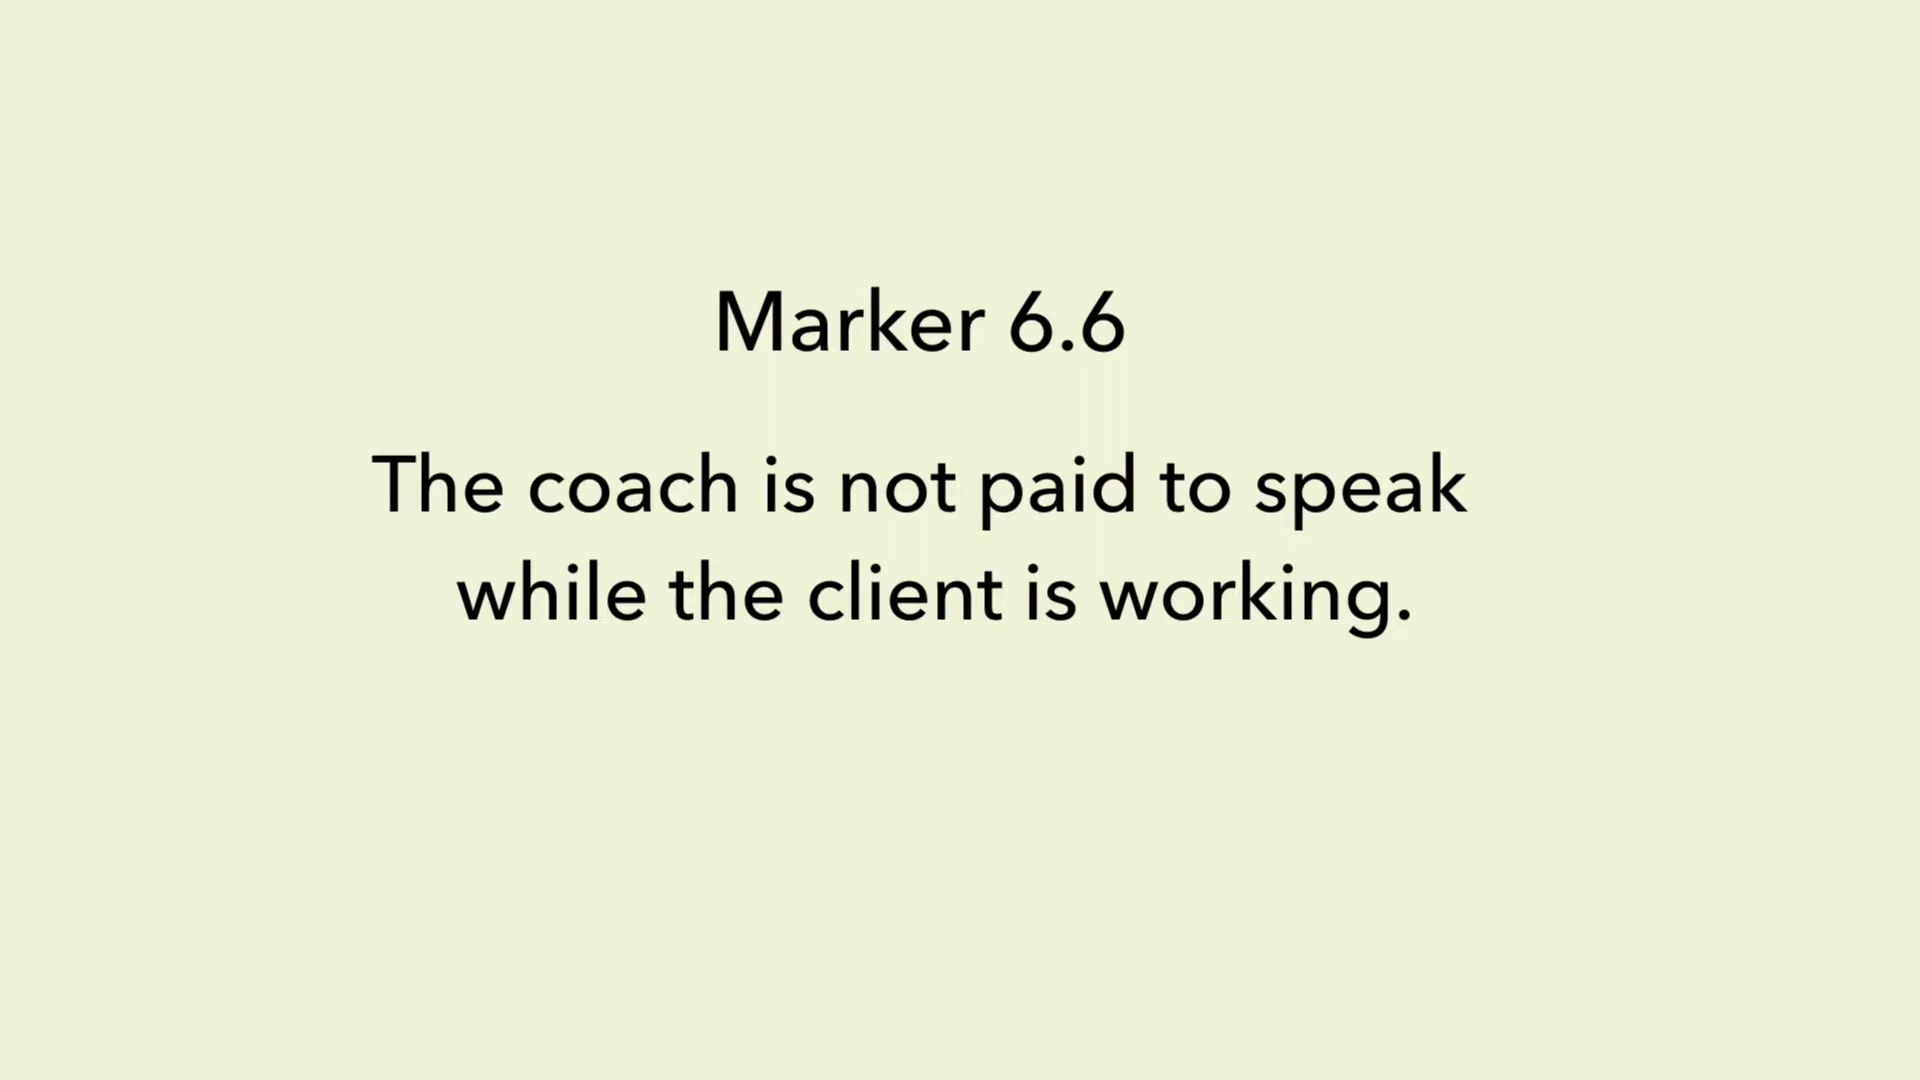 Marker 6.6
The coach is not paid to speak
while the client is working.